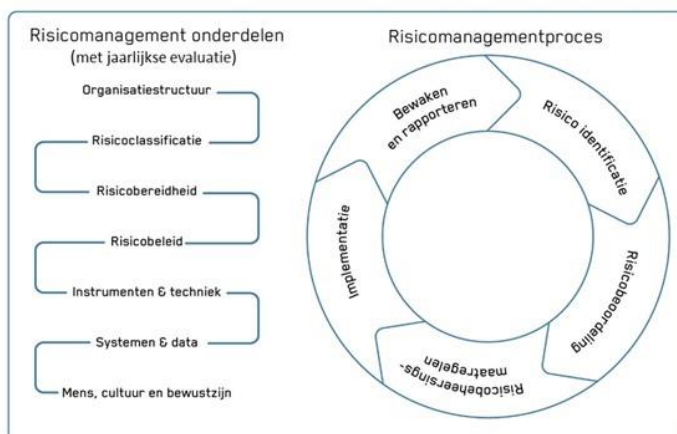 Risicomanagement onderdelen
(met jaarlijkse evaluatie)
Organisatiestructuur
Risicoclassificatie
Risicobereidheid
Risicobeleid
Instrumenten & techniek
Systemen & data
Mens, cultuur en bewustzijn
Risicomanagementproces
Bewaken
en rapporteren
Risico identificatie
Risicobeoordeling
Risicobeheersings-
maatregelen
Implementatie